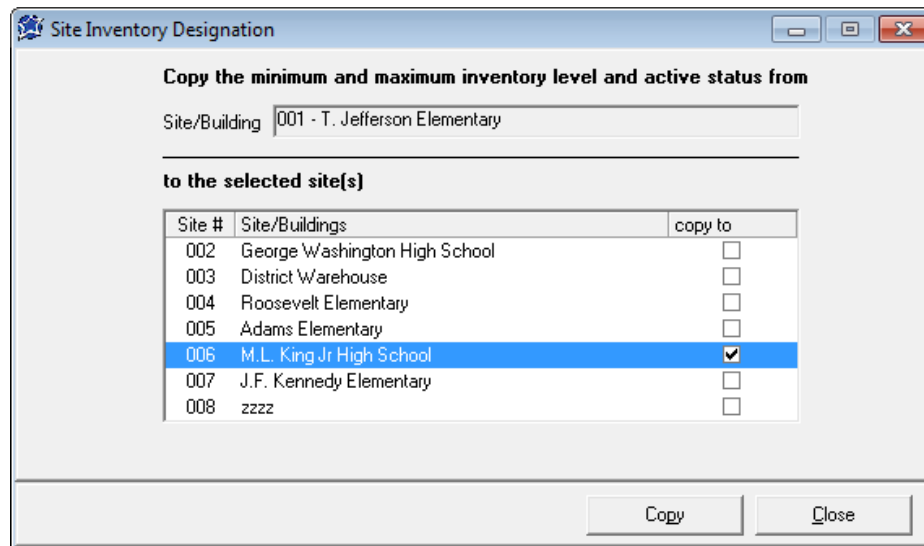 Site Inventory Designation
Copy the minimum and maximum inventory level and active status from
Site/Building 001 - T. Jefferson Elementary
to the selected site(s)
Site # Site/Buildings copy to
002 George Washington High School
003 District Warehouse
004 Roosevelt Elementary
005 Adams Elementary
006 M.L. King Jr High School
007 J.F. Kennedy Elementary
008 zzzz
Copy Close